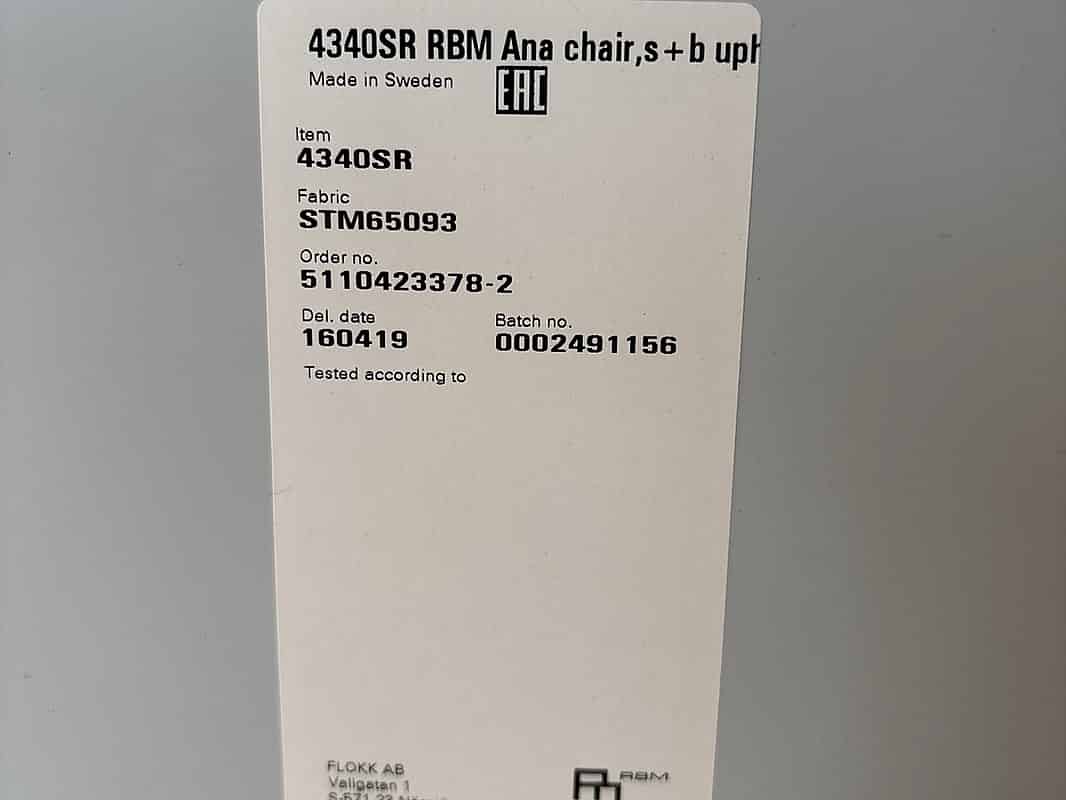 4340SR RBM Ana chair,s+b uph
Made in Sweden
EAC
Item
4340SR
Fabric
STM65093
Order no.
5110423378-2
Del. date
160419
Batch no.
0002491156
Tested according to
FLOKK AB
Vallgatan 1
RBM